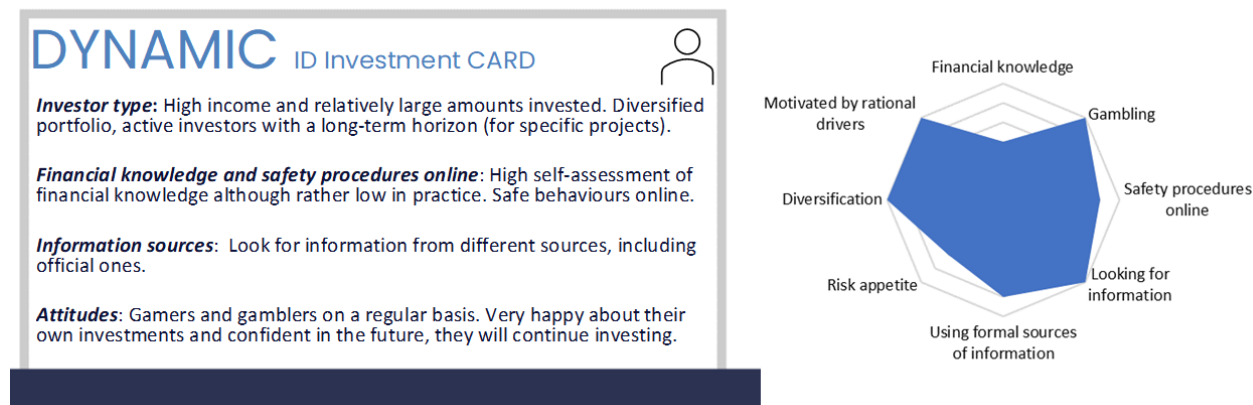 DYNAMIC ID Investment CARD
Investor type: High income and relatively large amounts invested. Diversified
portfolio, active investors with a long-term horizon (for specific projects).
Financial knowledge and safety procedures online: High self-assessment of
financial knowledge although rather low in practice. Safe behaviours online.
Information sources: Look for information from different sources, including
official ones.
Attitudes: Gamers and gamblers on a regular basis. Very happy about their
own investments and confident in the future, they will continue investing.
Financial knowledge
Gambling
Safety procedures
online
Looking for
information
Using formal sources
of information
Risk appetite
Diversification
Motivated by rational
drivers